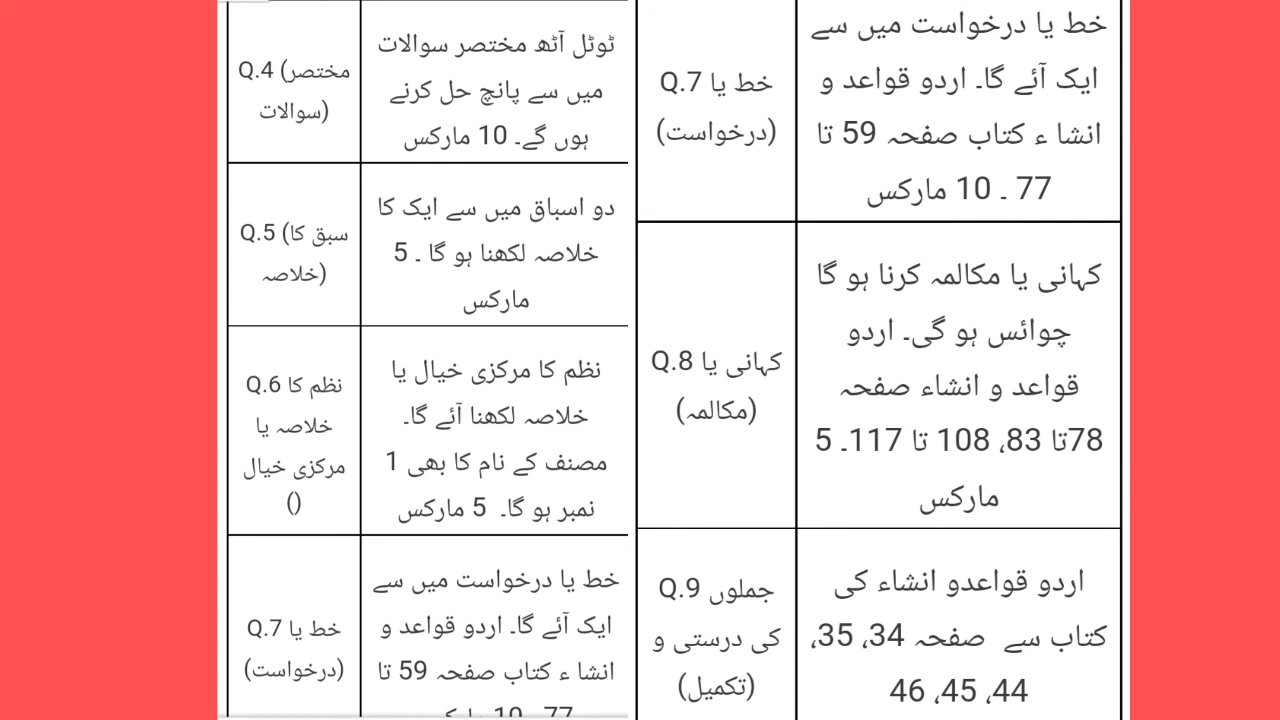 Q.4 (مختصر
سوالات)
ٹوٹل آٹھ مختصر سوالات
میں سے پانچ حل کرنے
ہوں گے۔ 10 مارکس
Q.5 (سبق کا
خلاصہ)
دو اسباق میں سے ایک کا
خلاصہ لکھنا ہو گا ۔ 5
مارکس
Q.6 نظم کا
خلاصہ یا
مرکزی خیال
()
نظم کا مرکزی خیال یا
خلاصہ لکھنا آئے گا۔
مصنف کے نام کا بھی 1
نمبر ہو گا۔ 5 مارکس
Q.7 خط یا
(درخواست)
خط یا درخواست میں سے
ایک آئے گا۔ اردو قواعد و
انشا ء کتاب صفحہ 59 تا
77 ۔ 10 مارکس
Q.7 خط یا
(درخواست)
خط یا درخواست میں سے
ایک آئے گا۔ اردو قواعد و
انشا ء کتاب صفحہ 59 تا
77 ۔ 10 مارکس
Q.8 کہانی یا
(مکالمہ)
کہانی یا مکالمہ کرنا ہو گا
چوائس ہو گی۔ اردو
قواعد و انشاء صفحہ
78تا 83، 108 تا 117۔ 5
مارکس
Q.9 جملوں
کی درستی و
(تکمیل)
اردو قواعدو انشاء کی
کتاب سے صفحہ 34، 35،
44، 45، 46